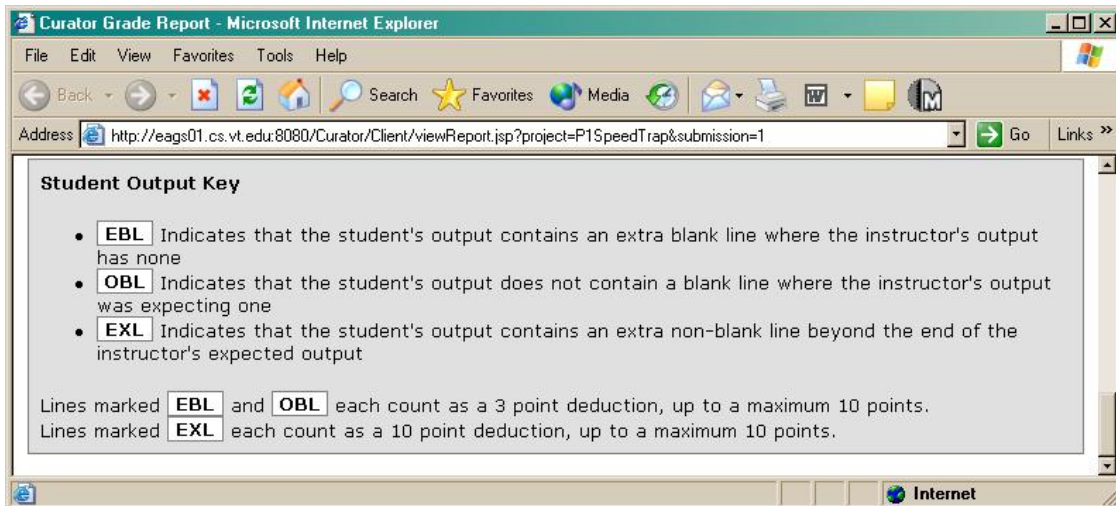 Curator Grade Report - Microsoft Internet Explorer
File Edit View Favorites Tools Help
Back Search Favorites Media
Address http://eags01.cs.vt.edu:8080/Curator/Client/viewReport.jsp?project=P1SpeedTrap&submission=1 Go Links »
Student Output Key
• EBL Indicates that the student's output contains an extra blank line where the instructor's output
has none
• OBL Indicates that the student's output does not contain a blank line where the instructor's output
was expecting one
• EXL Indicates that the student's output contains an extra non-blank line beyond the end of the
instructor's expected output
Lines marked EBL and OBL each count as a 3 point deduction, up to a maximum 10 points.
Lines marked EXL each count as a 10 point deduction, up to a maximum 10 points.
Internet